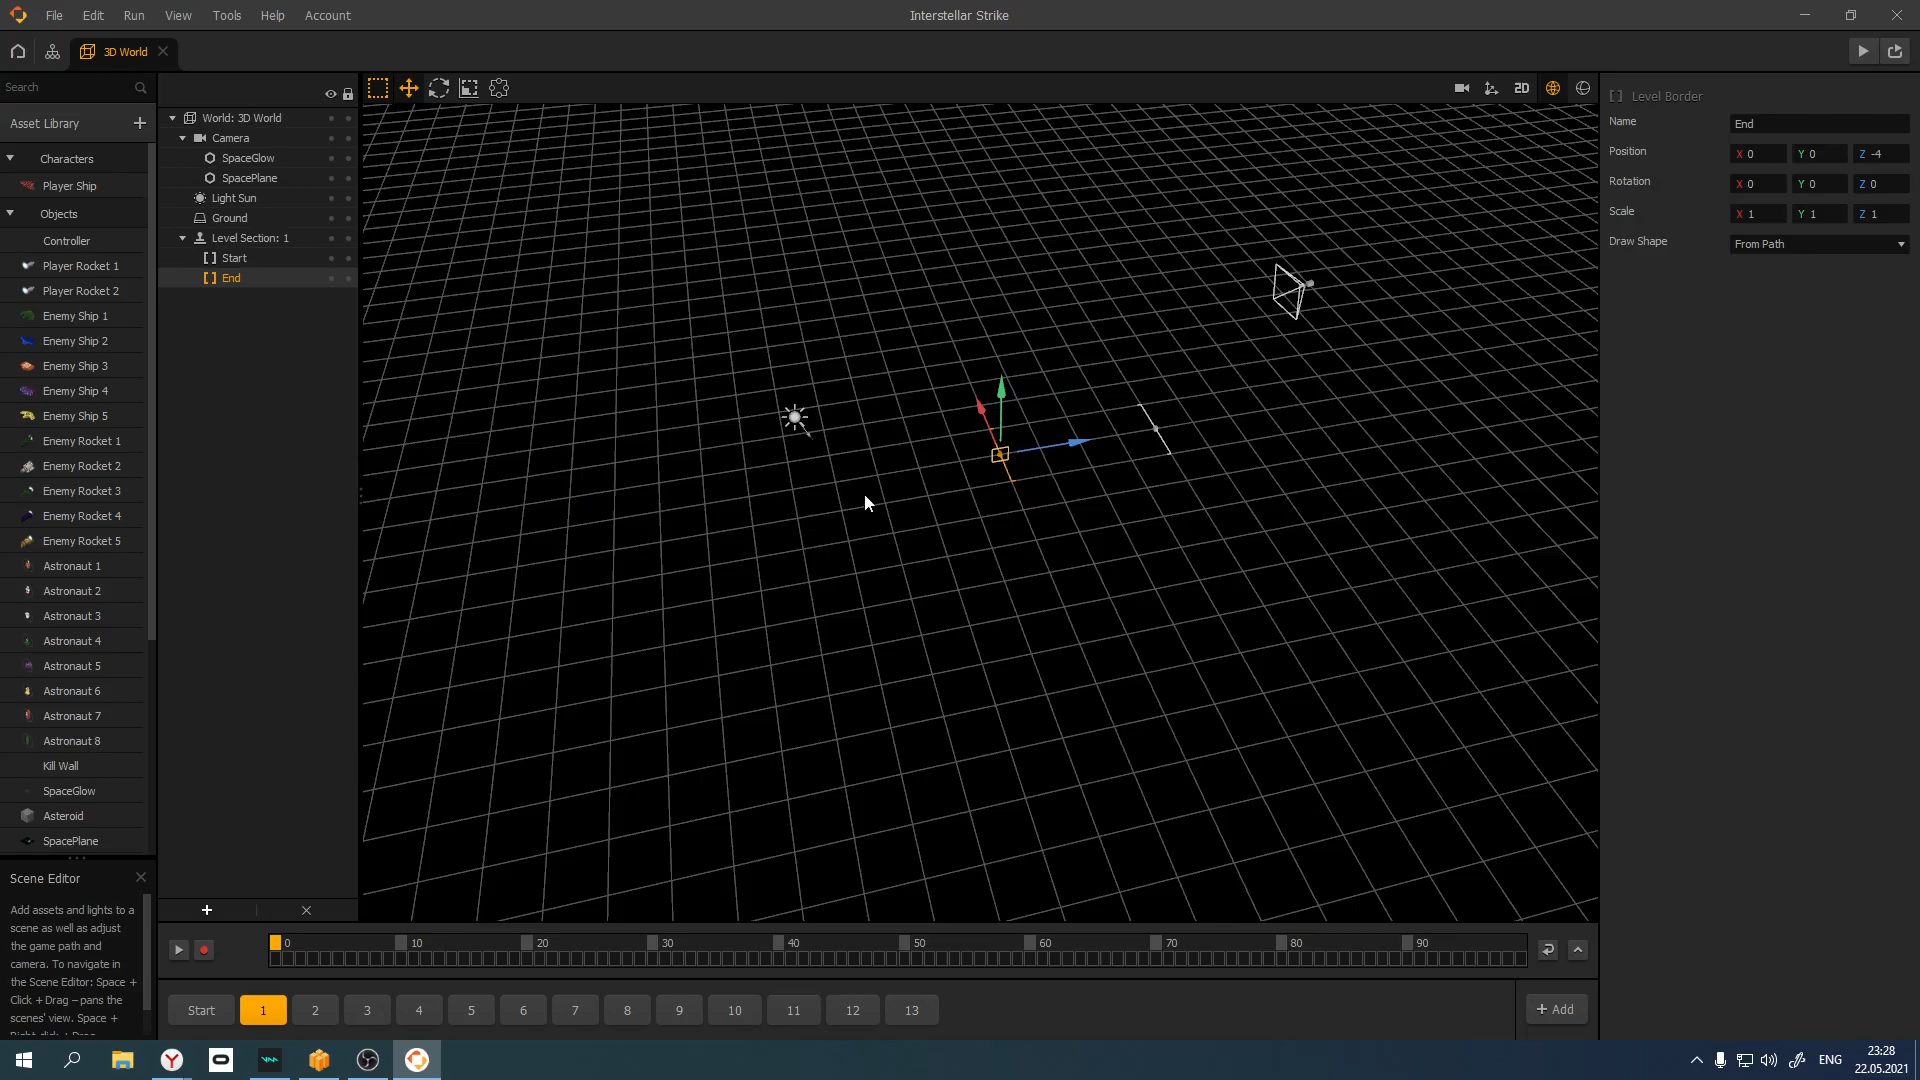 File Edit Run View Tools Help Account
Interstellar Strike
3D World
Search
Asset Library
Characters
Player Ship
Objects
Controller
Player Rocket 1
Player Rocket 2
Enemy Ship 1
Enemy Ship 2
Enemy Ship 3
Enemy Ship 4
Enemy Ship 5
Enemy Rocket 1
Enemy Rocket 2
Enemy Rocket 3
Enemy Rocket 4
Enemy Rocket 5
Astronaut 1
Astronaut 2
Astronaut 3
Astronaut 4
Astronaut 5
Astronaut 6
Astronaut 7
Astronaut 8
Kill Wall
SpaceGlow
Asteroid
SpacePlane
Scene Editor
Add assets and lights to a
scene as well as adjust
the game path and
camera. To navigate in
the Scene Editor: Space +
Click + Drag – pans the
scenes' view. Space +
World: 3D World
Camera
SpaceGlow
SpacePlane
Light Sun
Ground
Level Section: 1
Start
End
2D
Level Border
Name End
Position X 0 Y 0 Z -4
Rotation X 0 Y 0 Z 0
Scale X 1 Y 1 Z 1
Draw Shape From Path
0 10 20 30 40 50 60 70 80 90
Start 1 2 3 4 5 6 7 8 9 10 11 12 13
+ Add
ENG
23:28
22.05.2021